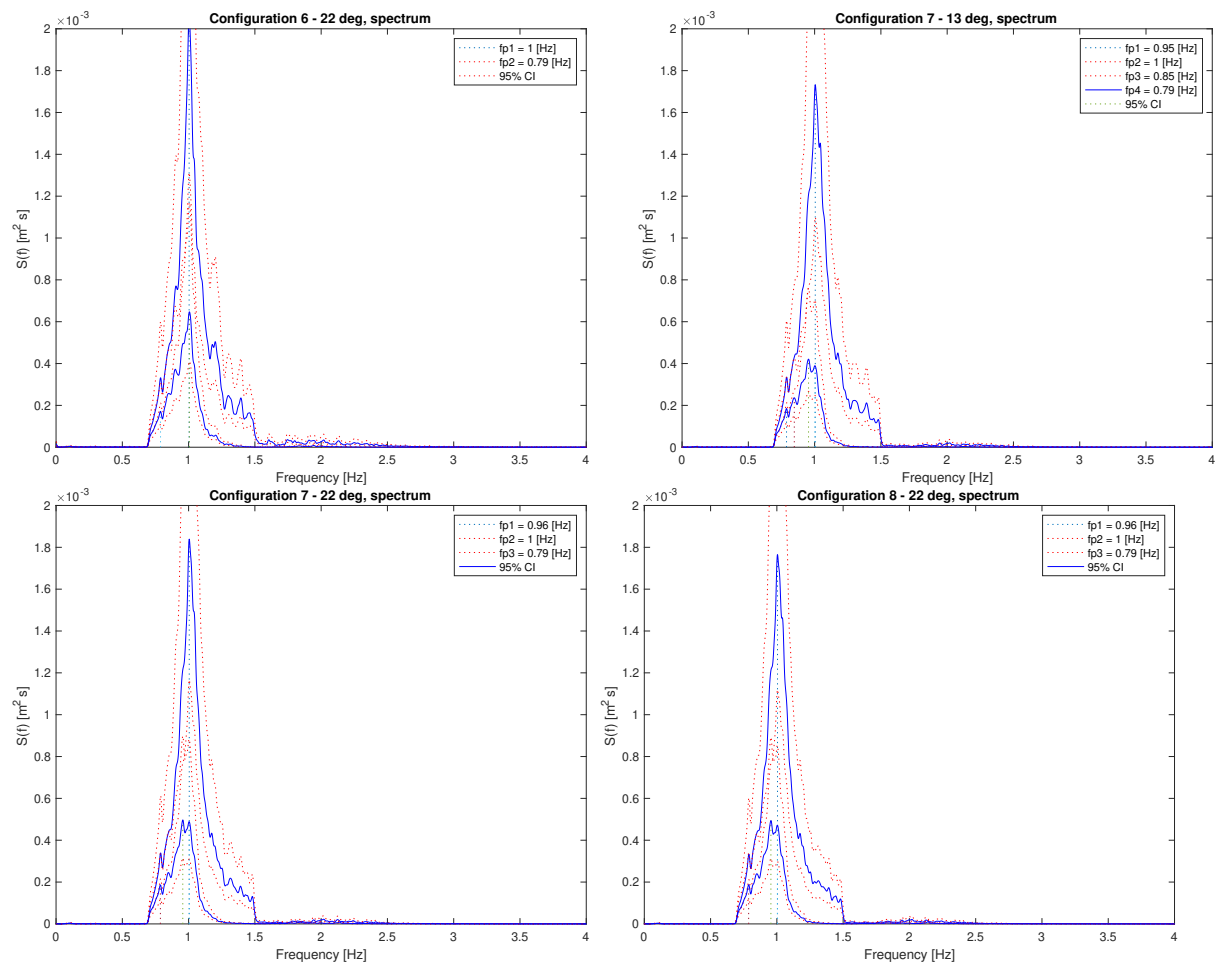 Configuration 6 - 22 deg, spectrum
×10⁻³
2
1.8
1.6
1.4
1.2
1
0.8
0.6
0.4
0.2
0
S(f) [m² s]
fp1 = 1 [Hz]
fp2 = 0.79 [Hz]
95% CI
0 0.5 1 1.5 2 2.5 3 3.5 4
Frequency [Hz]
Configuration 7 - 13 deg, spectrum
×10⁻³
2
1.8
1.6
1.4
1.2
1
0.8
0.6
0.4
0.2
0
S(f) [m² s]
fp1 = 0.95 [Hz]
fp2 = 1 [Hz]
fp3 = 0.85 [Hz]
fp4 = 0.79 [Hz]
95% CI
0 0.5 1 1.5 2 2.5 3 3.5 4
Frequency [Hz]
Configuration 7 - 22 deg, spectrum
×10⁻³
2
1.8
1.6
1.4
1.2
1
0.8
0.6
0.4
0.2
0
S(f) [m² s]
fp1 = 0.96 [Hz]
fp2 = 1 [Hz]
fp3 = 0.79 [Hz]
95% CI
0 0.5 1 1.5 2 2.5 3 3.5 4
Frequency [Hz]
Configuration 8 - 22 deg, spectrum
×10⁻³
2
1.8
1.6
1.4
1.2
1
0.8
0.6
0.4
0.2
0
S(f) [m² s]
fp1 = 0.96 [Hz]
fp2 = 1 [Hz]
fp3 = 0.79 [Hz]
95% CI
0 0.5 1 1.5 2 2.5 3 3.5 4
Frequency [Hz]